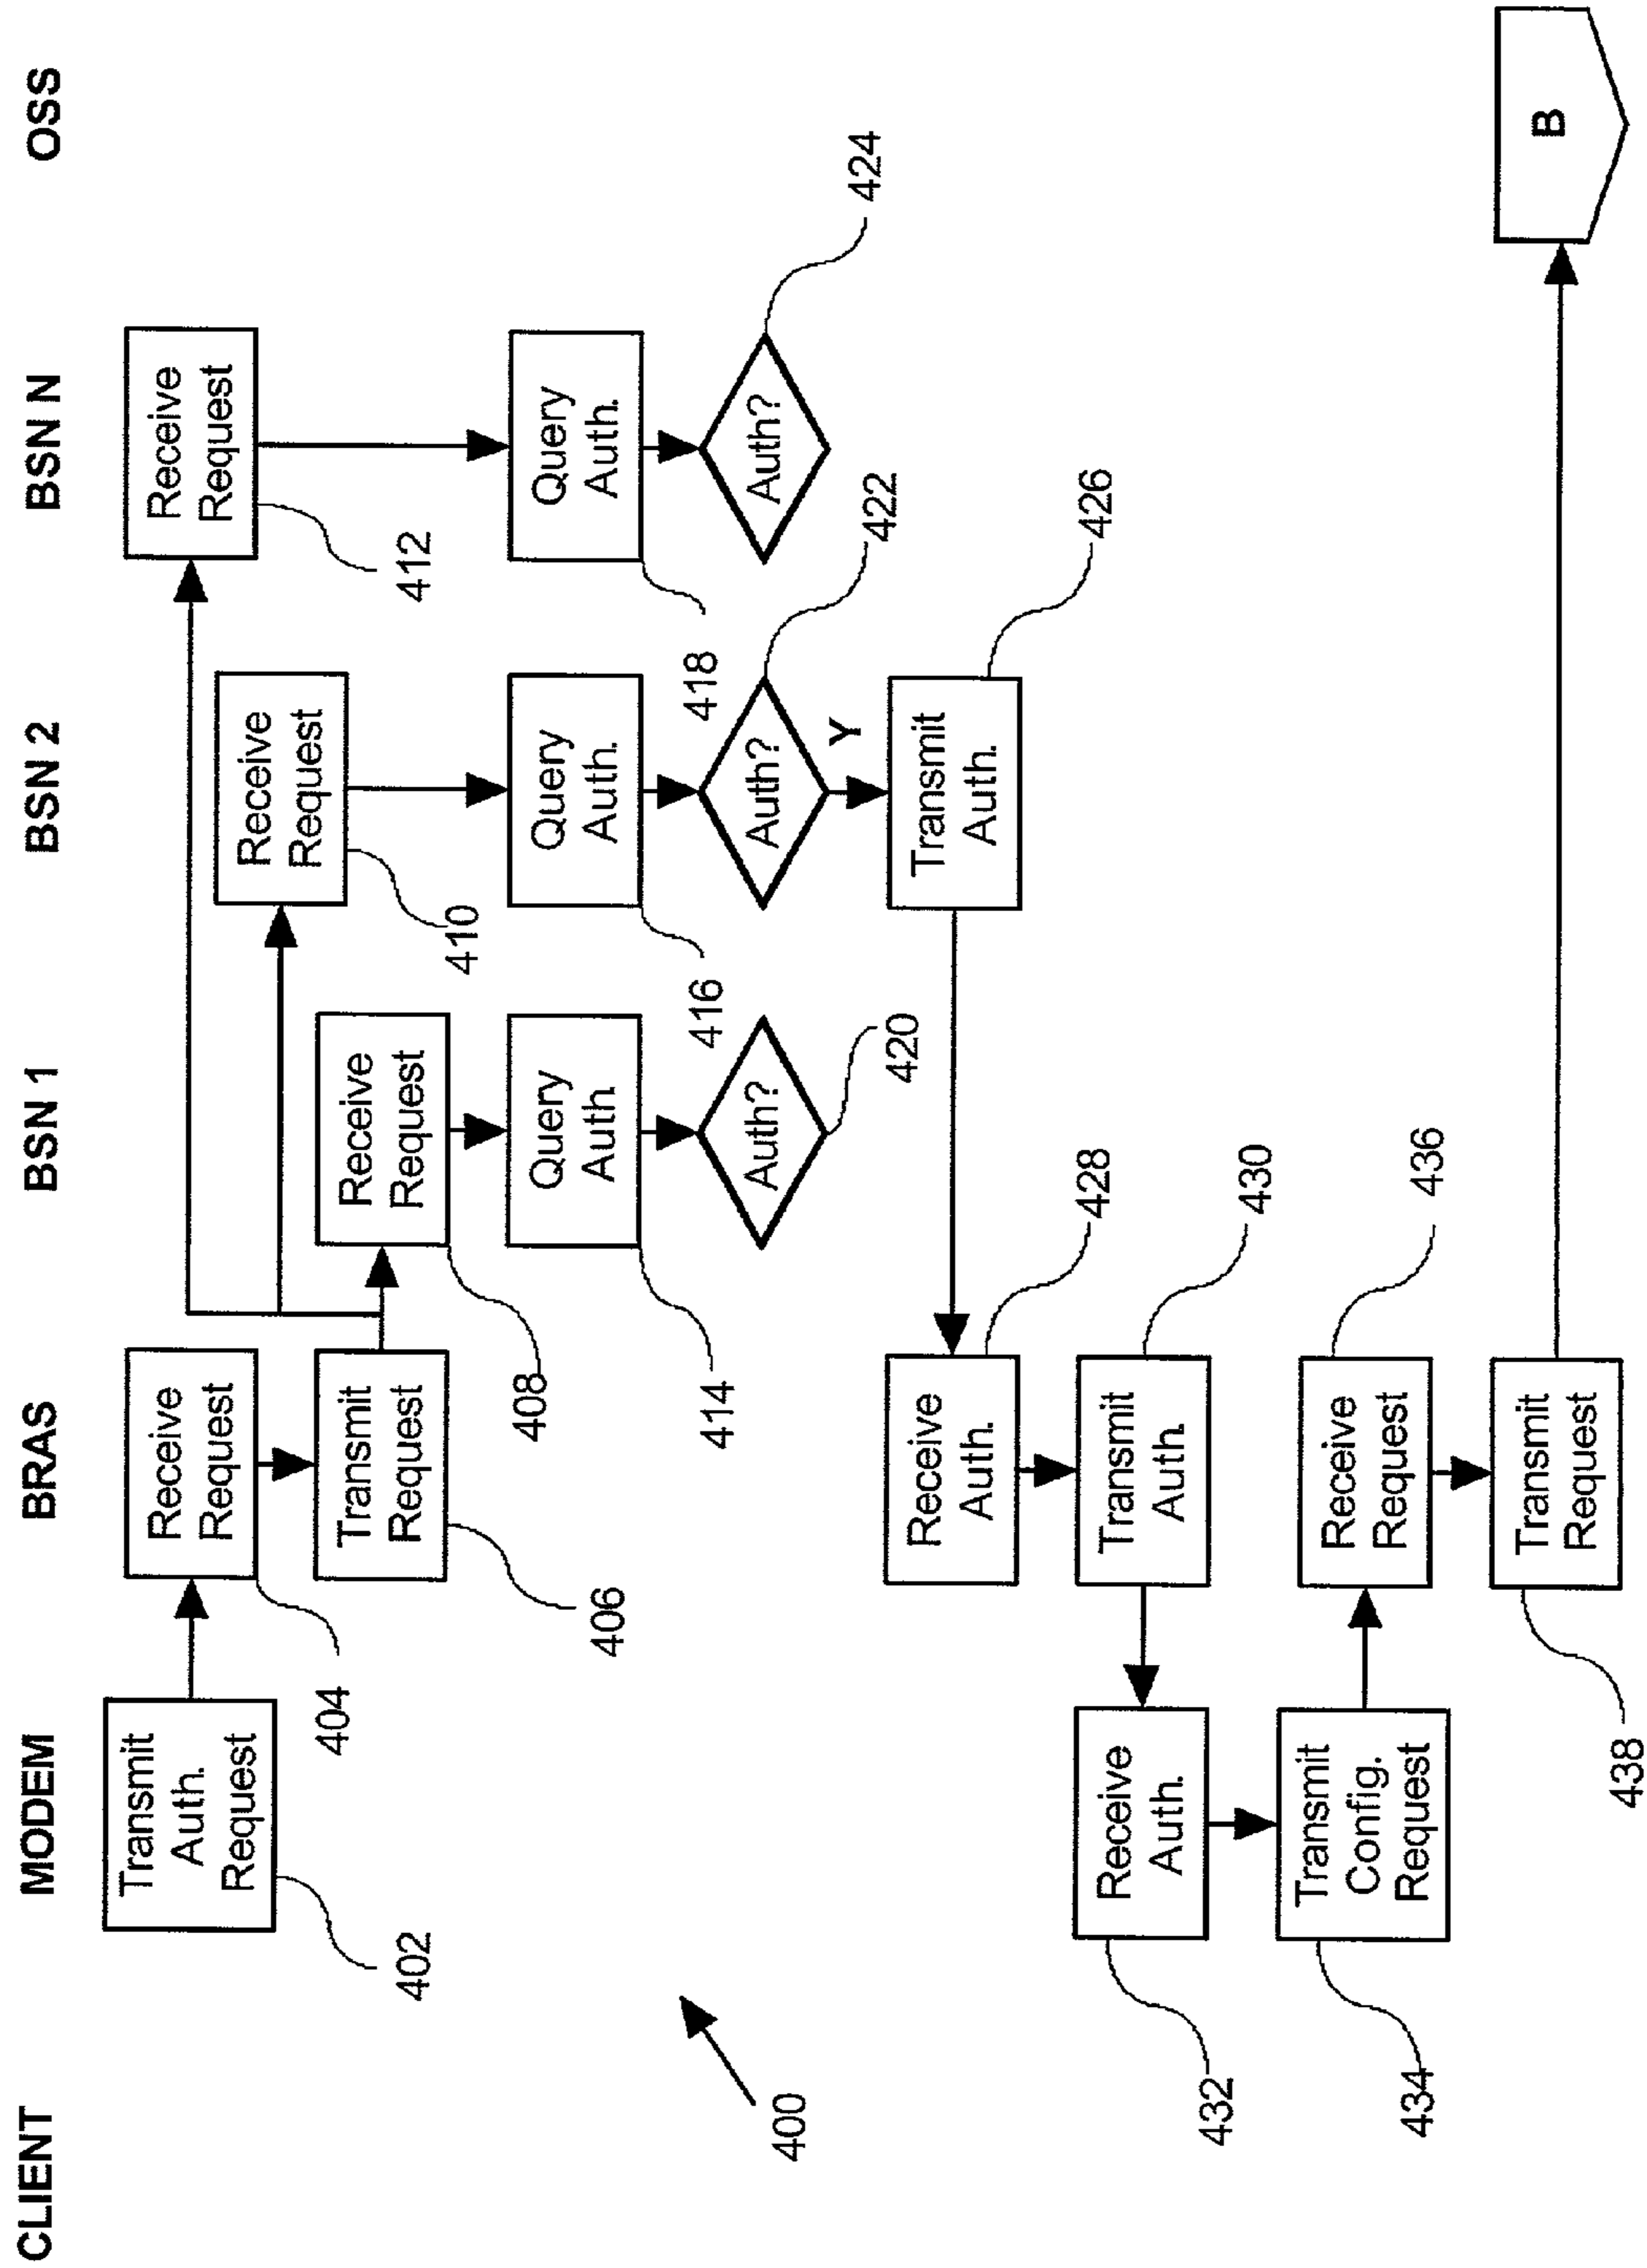 CLIENT
MODEM
BRAS
BSN 1
BSN 2
BSN N
OSS
Transmit
Auth.
Request
402
Receive
Request
404
Transmit
Request
406
Receive
Request
408
Receive
Request
410
Receive
Request
412
Query
Auth.
414
Query
Auth.
416
Query
Auth.
418
Auth?
420
Auth?
422
Auth?
424
Y
Transmit
Auth.
426
Receive
Auth.
428
Transmit
Auth.
430
Receive
Auth.
432
Transmit
Config.
Request
434
Receive
Request
436
Transmit
Request
438
B
400